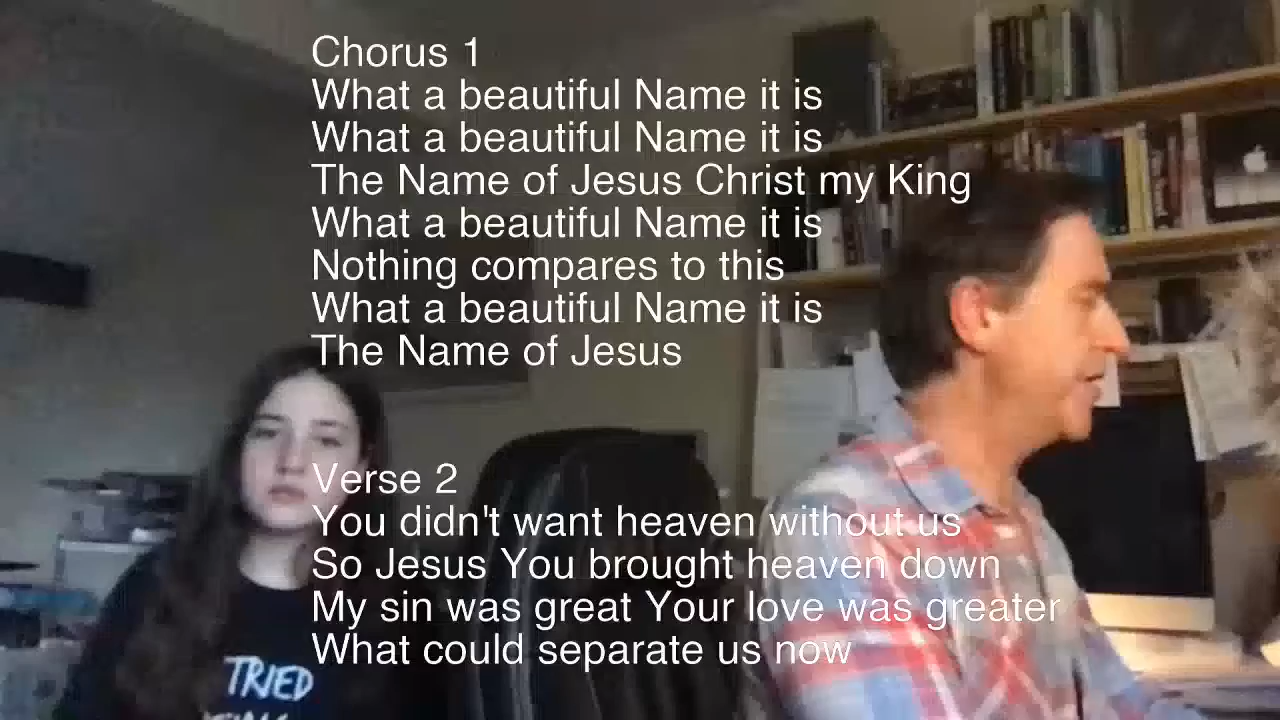 Chorus 1
What a beautiful Name it is
What a beautiful Name it is
The Name of Jesus Christ my King
What a beautiful Name it is
Nothing compares to this
What a beautiful Name it is
The Name of Jesus
Verse 2
You didn't want heaven without us
So Jesus You brought heaven down
My sin was great Your love was greater
What could separate us now
TRIED